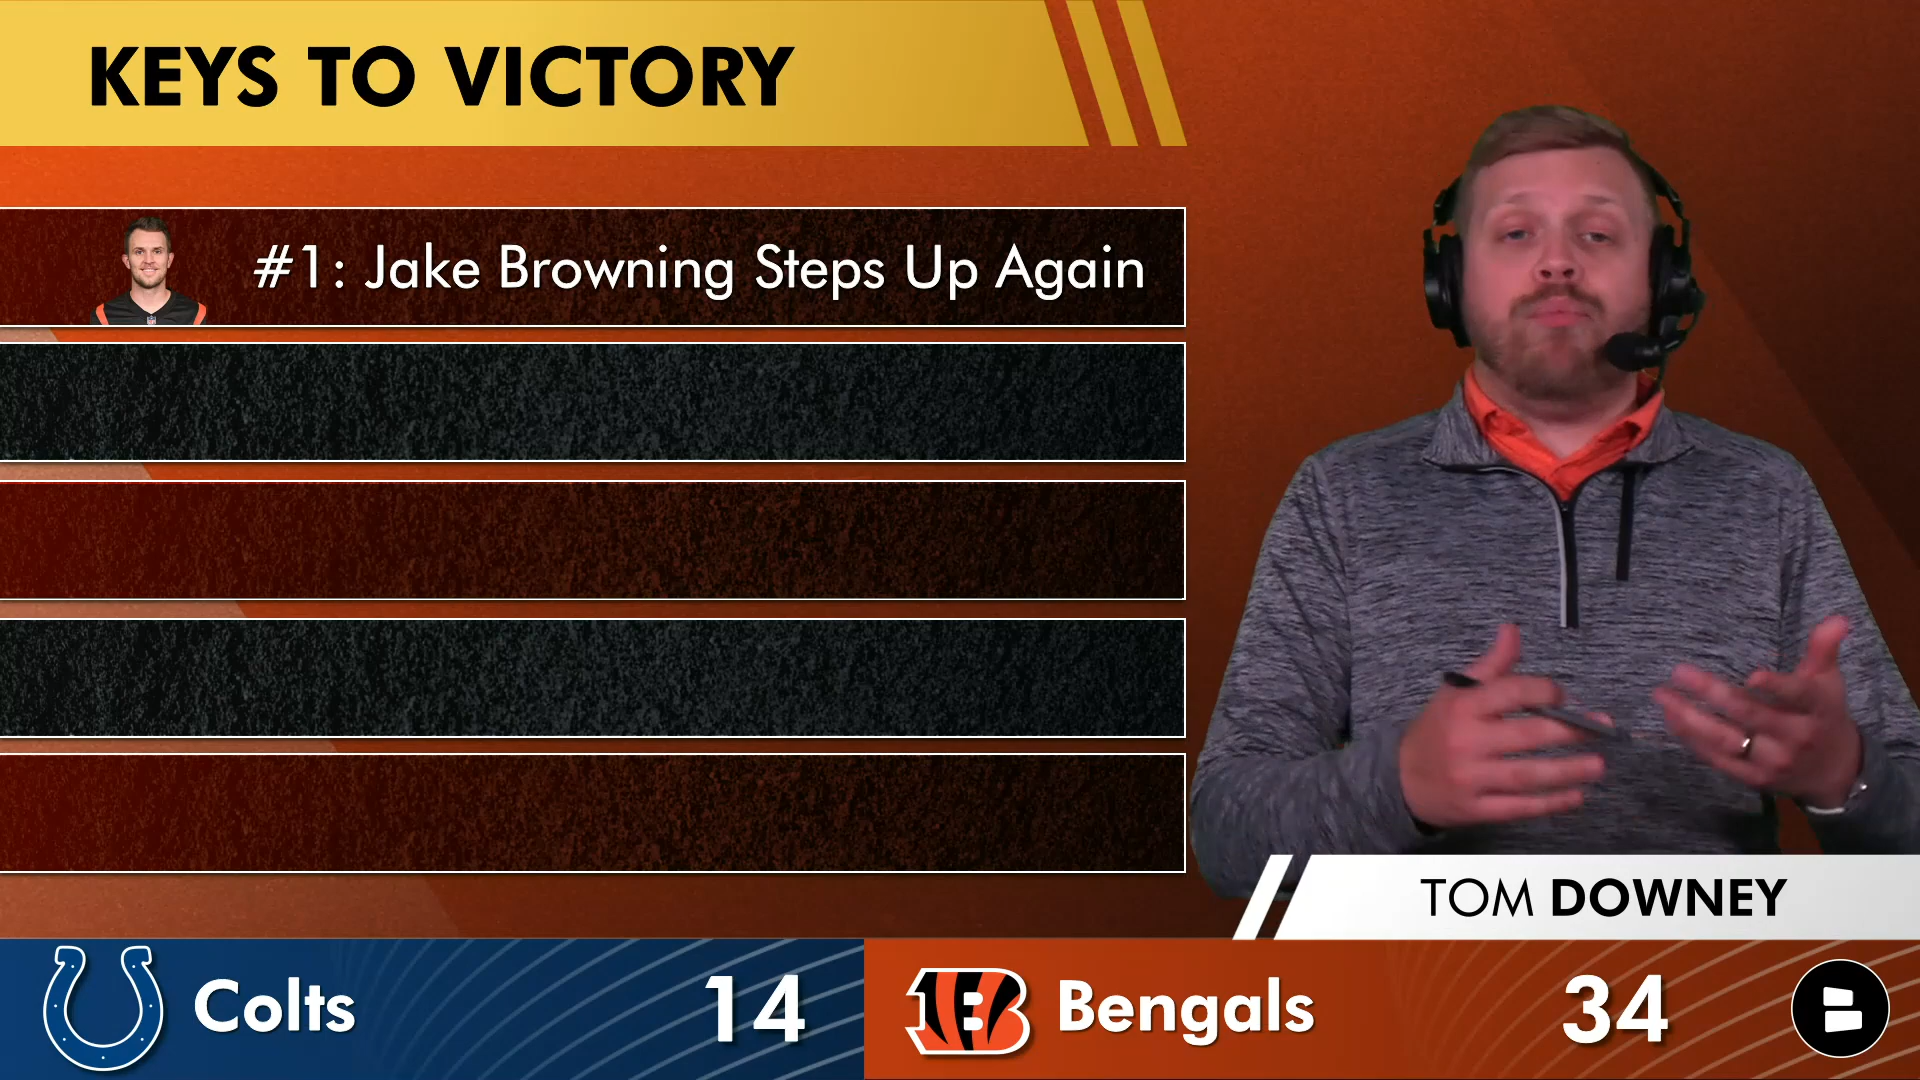 KEYS TO VICTORY
#1: Jake Browning Steps Up Again
TOM DOWNEY
Colts 14 Bengals 34